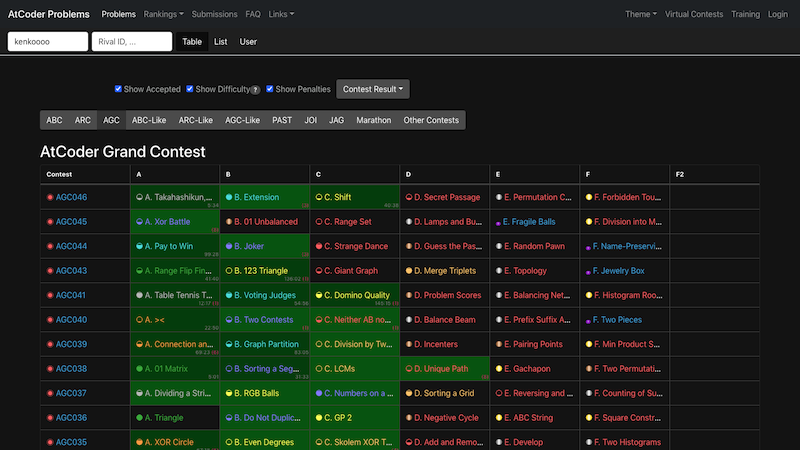 AtCoder Problems Problems Rankings Submissions FAQ Links Theme Virtual Contests Training Login
kenkoooo Rival ID, ... Table List User
Show Accepted Show Difficulty ? Show Penalties Contest Result
ABC ARC AGC ABC-Like ARC-Like AGC-Like PAST JOI JAG Marathon Other Contests
AtCoder Grand Contest
Contest A B C D E F F2
AGC046 A. Takahashikun,... B. Extension C. Shift D. Secret Passage E. Permutation C... F. Forbidden Tou...
AGC045 A. Xor Battle B. 01 Unbalanced C. Range Set D. Lamps and Bu... E. Fragile Balls F. Division into M...
AGC044 A. Pay to Win B. Joker C. Strange Dance D. Guess the Pas... E. Random Pawn F. Name-Preservi...
AGC043 A. Range Flip Fin... B. 123 Triangle C. Giant Graph D. Merge Triplets E. Topology F. Jewelry Box
AGC041 A. Table Tennis T... B. Voting Judges C. Domino Quality D. Problem Scores E. Balancing Net... F. Histogram Roo...
AGC040 A. >< B. Two Contests C. Neither AB no... D. Balance Beam E. Prefix Suffix A... F. Two Pieces
AGC039 A. Connection an... B. Graph Partition C. Division by Tw... D. Incenters E. Pairing Points F. Min Product S...
AGC038 A. 01 Matrix B. Sorting a Seg... C. LCMs D. Unique Path E. Gachapon F. Two Permutati...
AGC037 A. Dividing a Stri... B. RGB Balls C. Numbers on a ... D. Sorting a Grid E. Reversing and ... F. Counting of Su...
AGC036 A. Triangle B. Do Not Duplic... C. GP 2 D. Negative Cycle E. ABC String F. Square Constr...
AGC035 A. XOR Circle B. Even Degrees C. Skolem XOR T... D. Add and Remo... E. Develop F. Two Histograms